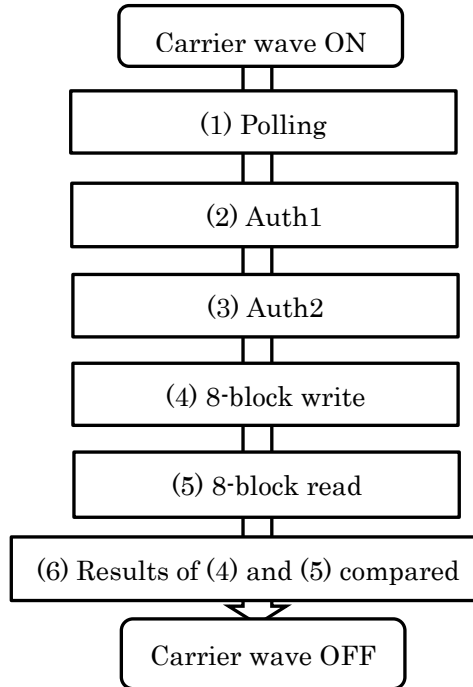 Carrier wave ON
(1) Polling
(2) Auth1
(3) Auth2
(4) 8-block write
(5) 8-block read
(6) Results of (4) and (5) compared
Carrier wave OFF